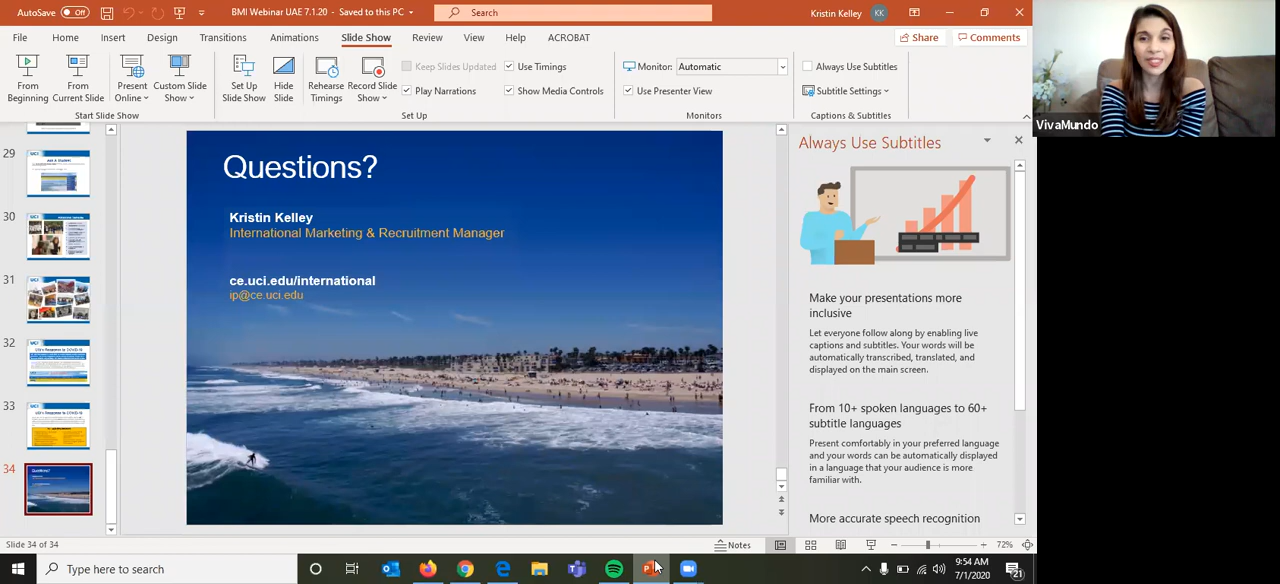 AutoSave Off
BMI Webinar UAE 7.1.20 - Saved to this PC
Search
Kristin Kelley KK
File Home Insert Design Transitions Animations Slide Show Review View Help ACROBAT Share Comments
From Beginning
From Current Slide
Present Online
Custom Slide Show
Start Slide Show
Set Up Slide Show
Hide Slide
Rehearse Timings
Record Slide Show
Keep Slides Updated
Play Narrations
Use Timings
Show Media Controls
Set Up
Monitor: Automatic
Use Presenter View
Monitors
Always Use Subtitles
Subtitle Settings
Captions & Subtitles
VivaMundo
29
30
31
32
33
34
Questions?
Kristin Kelley
International Marketing & Recruitment Manager
ce.uci.edu/international
ip@ce.uci.edu
Always Use Subtitles
Make your presentations more
inclusive
Let everyone follow along by enabling live
captions and subtitles. Your words will be
automatically transcribed, translated, and
displayed on the main screen.
From 10+ spoken languages to 60+
subtitle languages
Present comfortably in your preferred language
and your words can be automatically displayed
in a language that your audience is more
familiar with.
More accurate speech recognition
Slide 34 of 34
Notes
72%
Type here to search
9:54 AM
7/1/2020
21